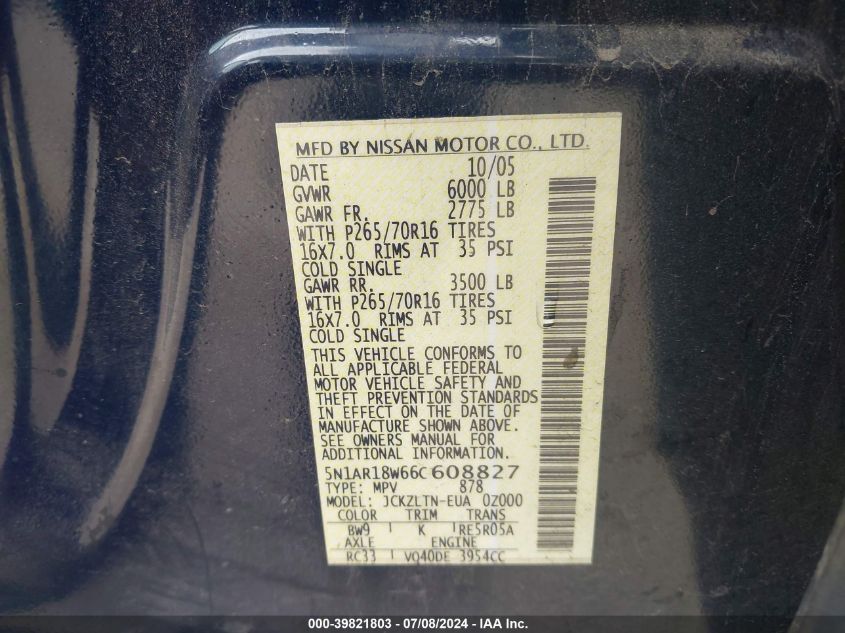 MFD BY NISSAN MOTOR CO., LTD.
DATE 10/05
GVWR 6000 LB
GAWR FR. 2775 LB
WITH P265/70R16 TIRES
16X7.0 RIMS AT 35 PSI
COLD SINGLE
GAWR RR. 3500 LB
WITH P265/70R16 TIRES
16X7.0 RIMS AT 35 PSI
COLD SINGLE
THIS VEHICLE CONFORMS TO
ALL APPLICABLE FEDERAL
MOTOR VEHICLE SAFETY AND
THEFT PREVENTION STANDARDS
IN EFFECT ON THE DATE OF
MANUFACTURE SHOWN ABOVE.
SEE OWNERS MANUAL FOR
ADDITIONAL INFORMATION.
5N1AR18W66C608827
TYPE: MPV 878
MODEL: JCKZLTN-EUA 0Z000
COLOR TRIM TRANS
BW9 K RE5R05A
AXLE ENGINE
RC33 VQ40DE 3954CC
000-39821803 - 07/08/2024 - IAA Inc.